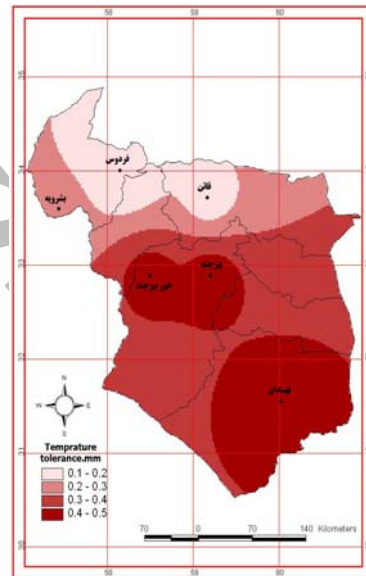 58 59 60
35
34
33
32
31
30
فردوس
قائن
بشرویه
بیرجند
خور بیرجند
نهبندان
N
W E
S
Temprature
tolerance.mm
0.1 - 0.2
0.2 - 0.3
0.3 - 0.4
0.4 - 0.5
70 0 70 140 Kilometers
58 59 60